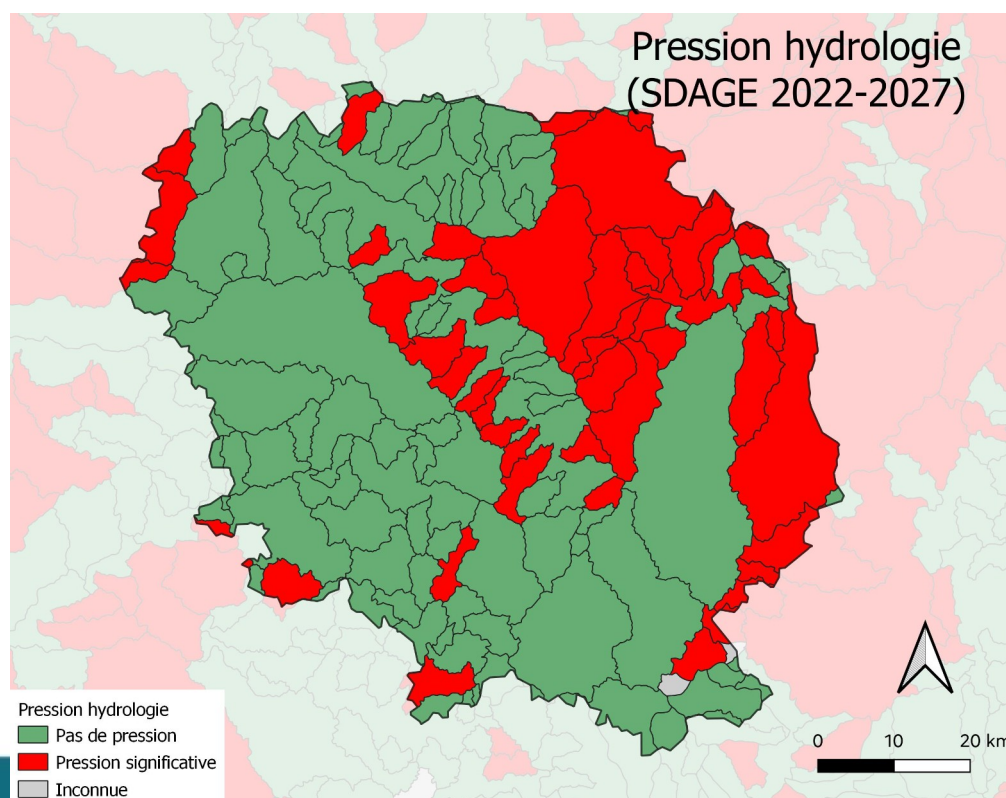 Pression hydrologie
(SDAGE 2022-2027)
Pression hydrologie
Pas de pression
Pression significative
Inconnue
0 10 20 km